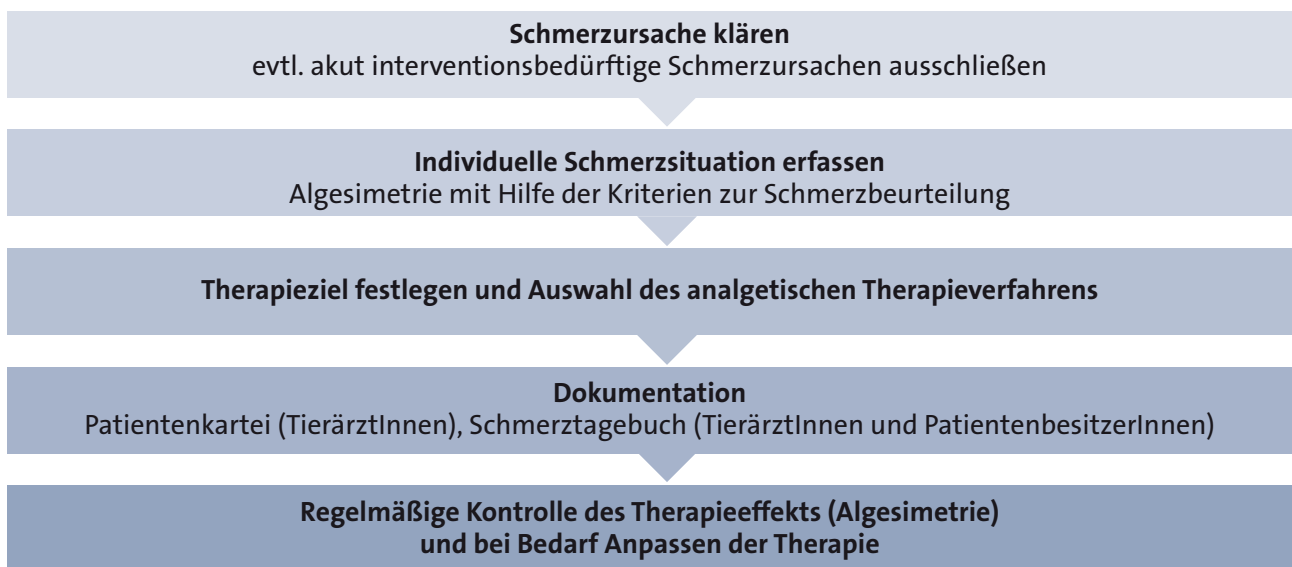 Schmerzursache klären
evtl. akut interventionsbedürftige Schmerzursachen ausschließen
Individuelle Schmerzsituation erfassen
Algesimetrie mit Hilfe der Kriterien zur Schmerzbeurteilung
Therapieziel festlegen und Auswahl des analgetischen Therapieverfahrens
Dokumentation
Patientenkartei (TierärztInnen), Schmerztagebuch (TierärztInnen und PatientenbesitzerInnen)
Regelmäßige Kontrolle des Therapieeffekts (Algesimetrie)
und bei Bedarf Anpassen der Therapie